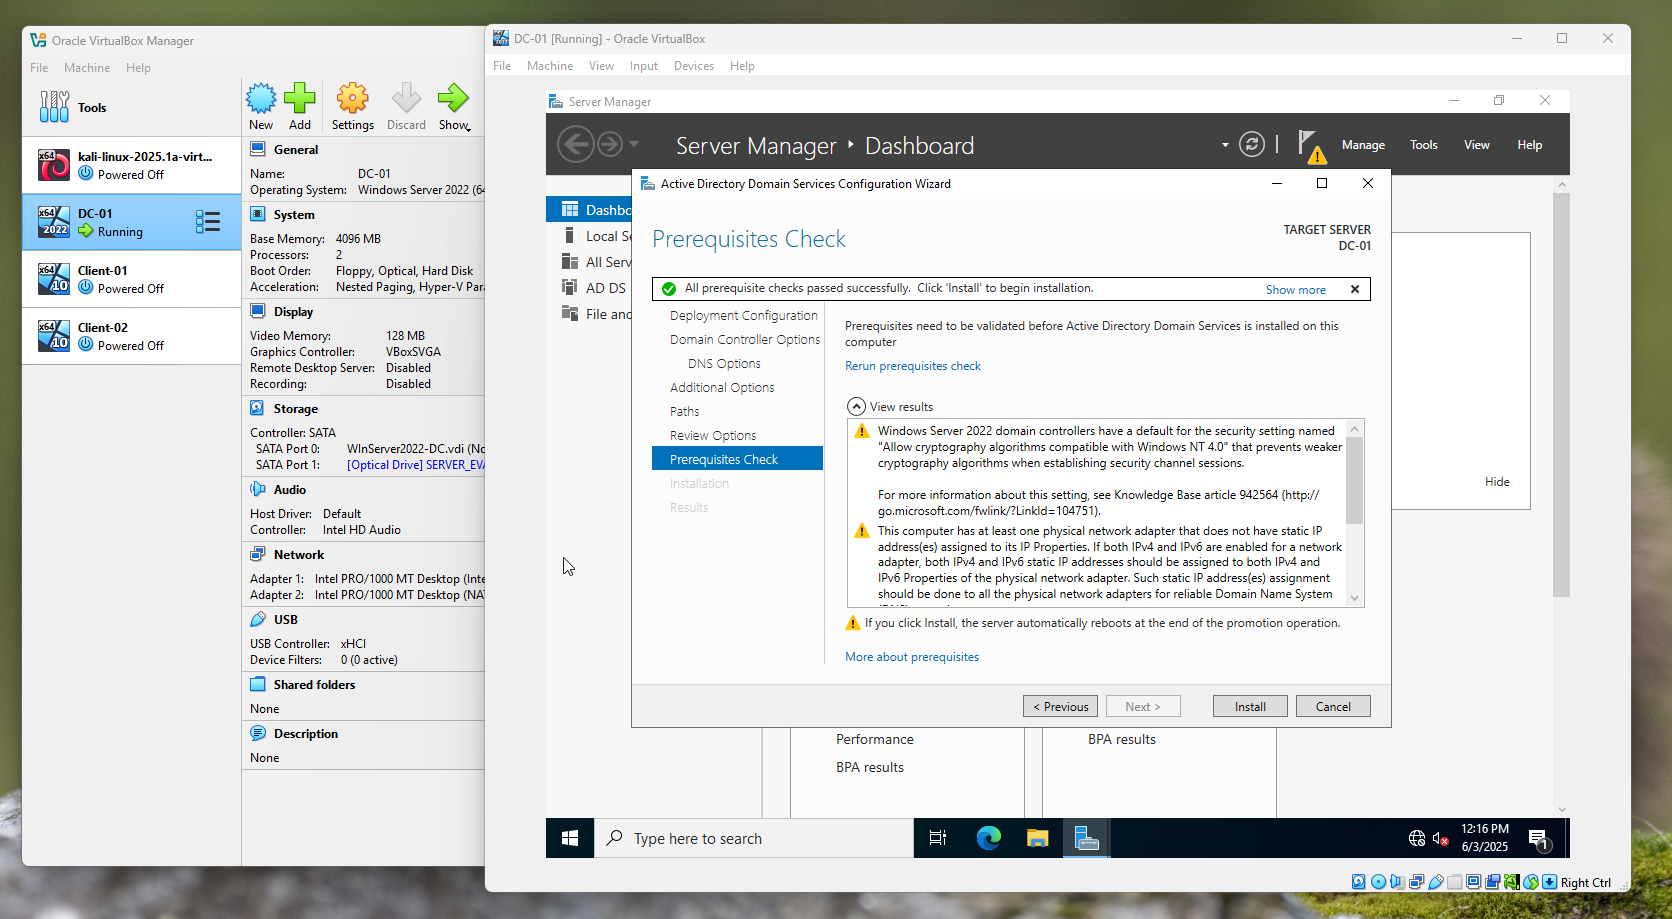 Oracle VirtualBox Manager
File Machine Help
Tools
New Add Settings Discard Show
x64
kali-linux-2025.1a-virt...
Powered Off
x64
2022
DC-01
Running
x64
10
Client-01
Powered Off
x64
10
Client-02
Powered Off
General
Name: DC-01
Operating System: Windows Server 2022 (64
System
Base Memory: 4096 MB
Processors: 2
Boot Order: Floppy, Optical, Hard Disk
Acceleration: Nested Paging, Hyper-V Para
Display
Video Memory: 128 MB
Graphics Controller: VBoxSVGA
Remote Desktop Server: Disabled
Recording: Disabled
Storage
Controller: SATA
SATA Port 0: WInServer2022-DC.vdi (No
SATA Port 1: [Optical Drive] SERVER_EVA
Audio
Host Driver: Default
Controller: Intel HD Audio
Network
Adapter 1: Intel PRO/1000 MT Desktop (Inte
Adapter 2: Intel PRO/1000 MT Desktop (NA
USB
USB Controller: xHCI
Device Filters: 0 (0 active)
Shared folders
None
Description
None
DC-01 [Running] - Oracle VirtualBox
File Machine View Input Devices Help
Server Manager
Server Manager • Dashboard
Manage Tools View Help
Dashbo
Local Se
All Serv
AD DS
File and
Active Directory Domain Services Configuration Wizard
Prerequisites Check
TARGET SERVER
DC-01
All prerequisite checks passed successfully. Click 'Install' to begin installation.
Show more
Deployment Configuration
Domain Controller Options
DNS Options
Additional Options
Paths
Review Options
Prerequisites Check
Installation
Results
Prerequisites need to be validated before Active Directory Domain Services is installed on this
computer
Rerun prerequisites check
View results
Windows Server 2022 domain controllers have a default for the security setting named
"Allow cryptography algorithms compatible with Windows NT 4.0" that prevents weaker
cryptography algorithms when establishing security channel sessions.
For more information about this setting, see Knowledge Base article 942564 (http://
go.microsoft.com/fwlink/?LinkId=104751).
This computer has at least one physical network adapter that does not have static IP
address(es) assigned to its IP Properties. If both IPv4 and IPv6 are enabled for a network
adapter, both IPv4 and IPv6 static IP addresses should be assigned to both IPv4 and
IPv6 Properties of the physical network adapter. Such static IP address(es) assignment
should be done to all the physical network adapters for reliable Domain Name System
If you click Install, the server automatically reboots at the end of the promotion operation.
More about prerequisites
< Previous Next > Install Cancel
Hide
Performance
BPA results
BPA results
Type here to search
12:16 PM
6/3/2025
1
Right Ctrl